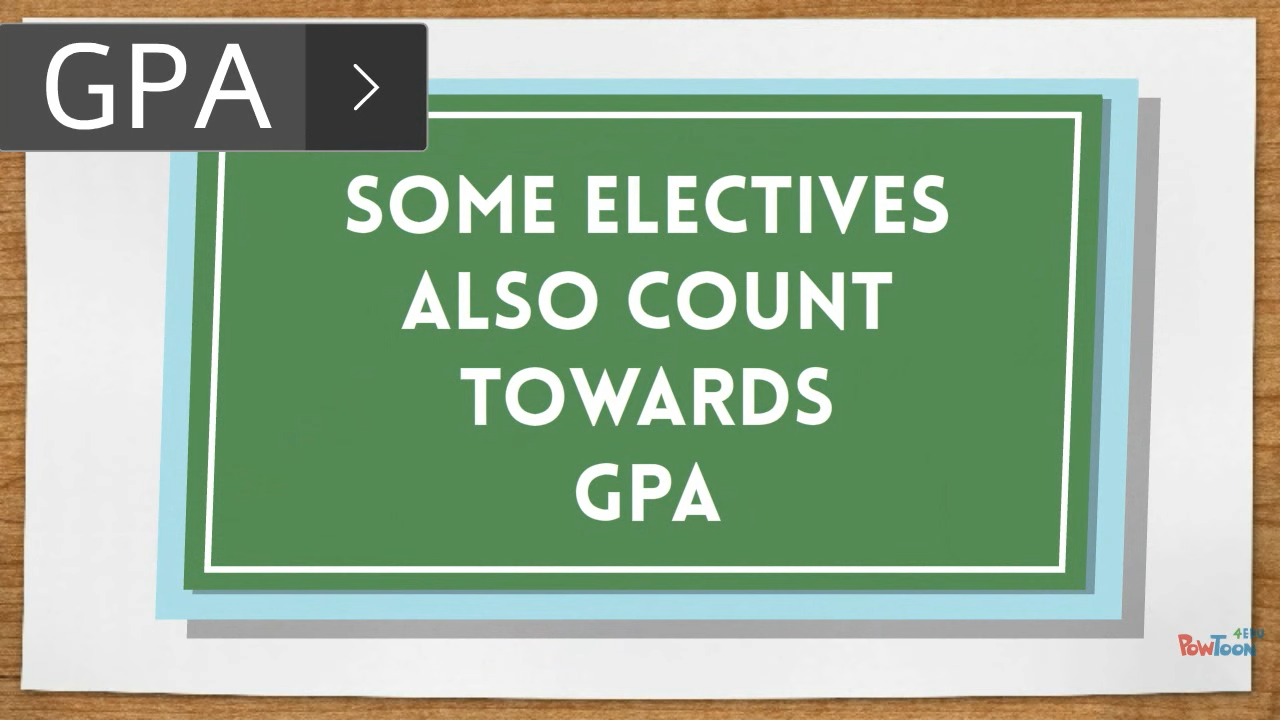 GPA
SOME ELECTIVES
ALSO COUNT
TOWARDS
GPA
4EDU
POWTOON